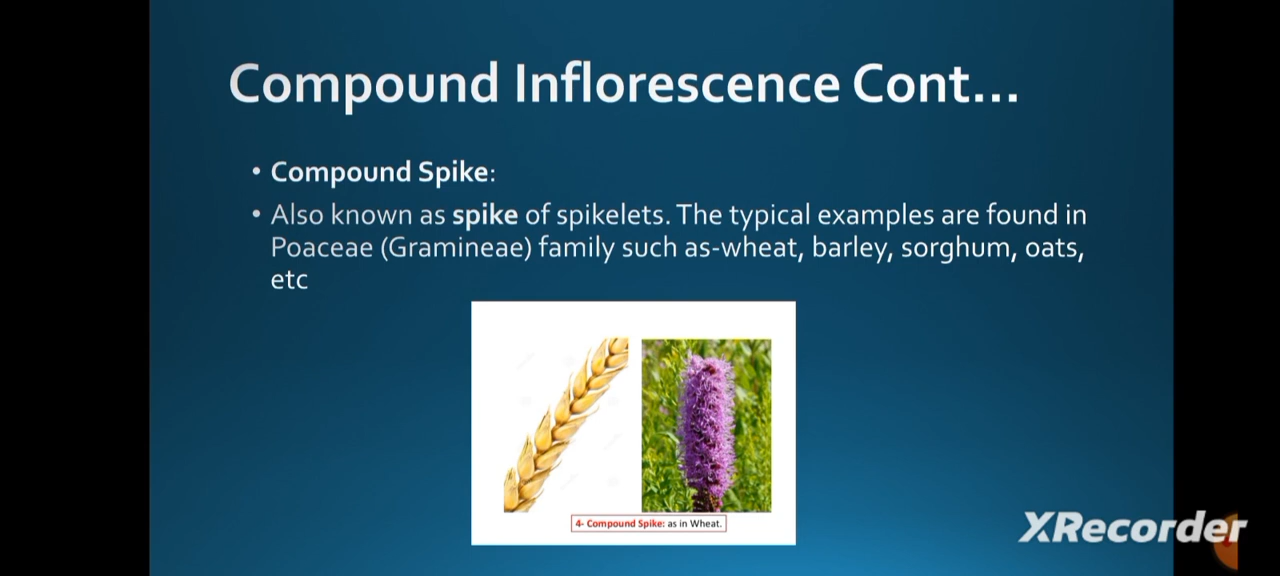 Compound Inflorescence Cont...
• Compound Spike:
• Also known as spike of spikelets. The typical examples are found in
Poaceae (Gramineae) family such as-wheat, barley, sorghum, oats,
etc
4- Compound Spike: as in Wheat.
XRecorder